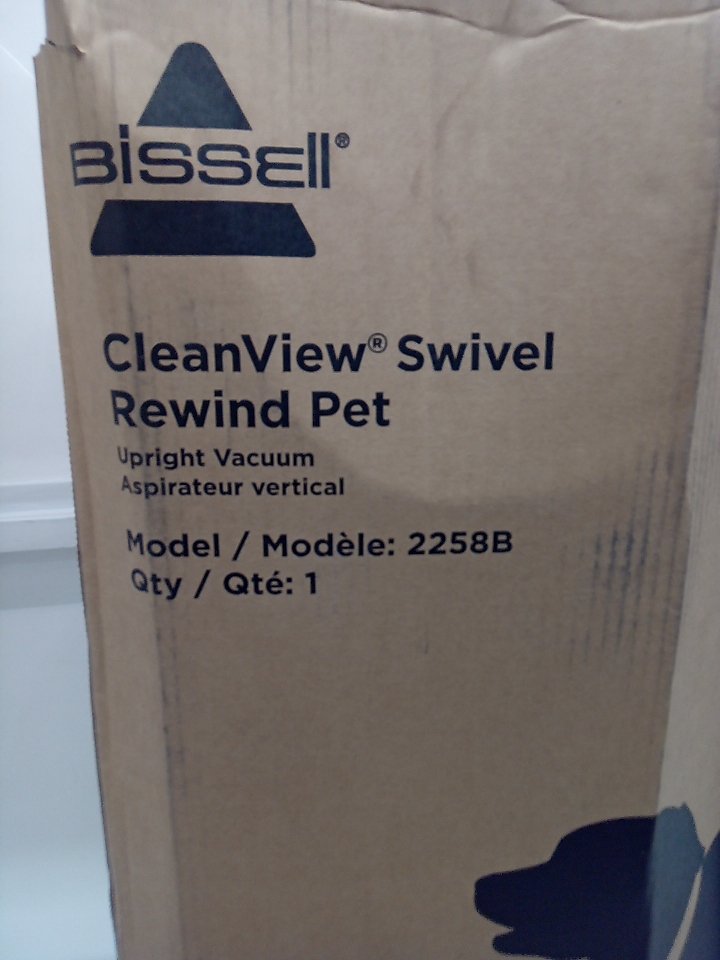 BISSELL®
CleanView® Swivel
Rewind Pet
Upright Vacuum
Aspirateur vertical
Model / Modèle: 2258B
Qty / Qté: 1